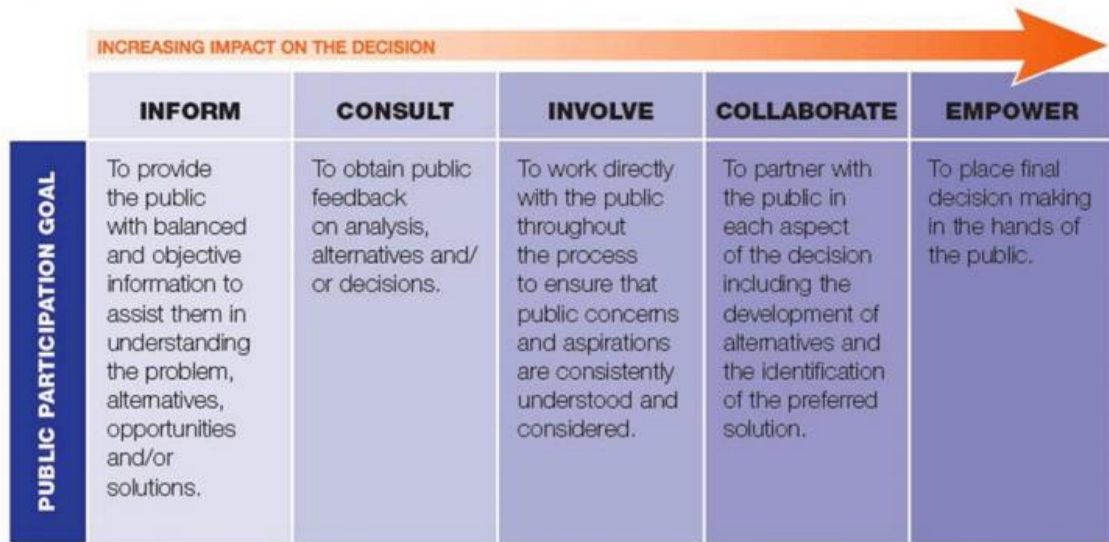 INCREASING IMPACT ON THE DECISION
INFORM
CONSULT
INVOLVE
COLLABORATE
EMPOWER
PUBLIC PARTICIPATION GOAL
To provide
the public
with balanced
and objective
information to
assist them in
understanding
the problem,
alternatives,
opportunities
and/or
solutions.
To obtain public
feedback
on analysis,
alternatives and/
or decisions.
To work directly
with the public
throughout
the process
to ensure that
public concerns
and aspirations
are consistently
understood and
considered.
To partner with
the public in
each aspect
of the decision
including the
development of
alternatives and
the identification
of the preferred
solution.
To place final
decision making
in the hands of
the public.